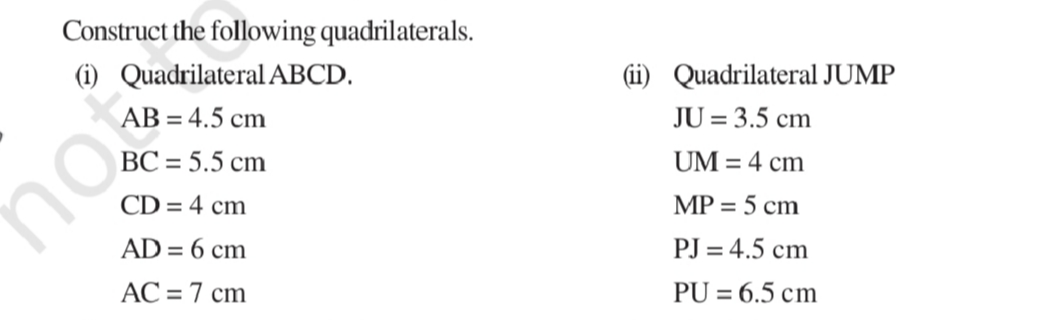 Construct the following quadrilaterals.
(i) Quadrilateral ABCD.
AB = 4.5 cm
BC = 5.5 cm
CD = 4 cm
AD = 6 cm
AC = 7 cm
(ii) Quadrilateral JUMP
JU = 3.5 cm
UM = 4 cm
MP = 5 cm
PJ = 4.5 cm
PU = 6.5 cm
not to